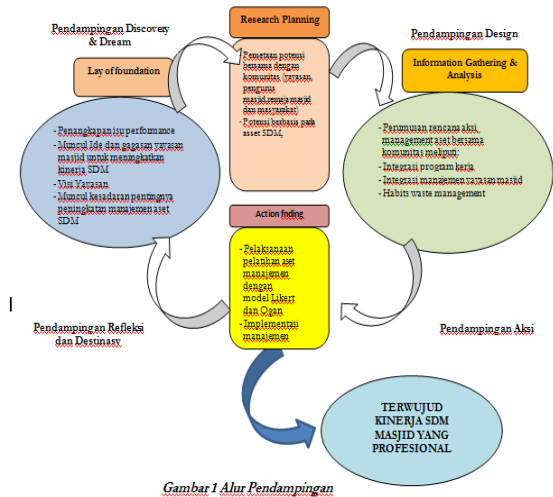 Pendampingan Discovery
& Dream
Research Planning
Pendampingan Design
Lay of foundation
- Pemetaan potensi
bersama dengan
komunitas (yayasan,
pengurus
masjid,remaja masjid
dan masyarakat)
- Potensi berbasis pada
asset SDM,
Information Gathering &
Analysis
- Penangkapan isu performance
- Muncul Ide dan gagasan yayasan
masjid untuk meningkatkan
kinerja SDM
- Visi Yayasan
- Muncul kesadaran pentingnya
peningkatan manajemen aset
SDM
- Perumusan rencana aksi,
management aset bersama
komunitas meliputi;
- Integrasi program kerja
- Integrasi manajemen yayasan masjid
- Habits waste management
Action fnding
- Pelaksanaan
pelatihan aset
manajemen
dengan
model Likert
dan Ogan
- Implementasi
manajemen
Pendampingan Refleksi
dan Destinasy
Pendampingan Aksi
TERWUJUD
KINERJA SDM
MASJID YANG
PROFESIONAL
Gambar 1 Alur Pendampingan